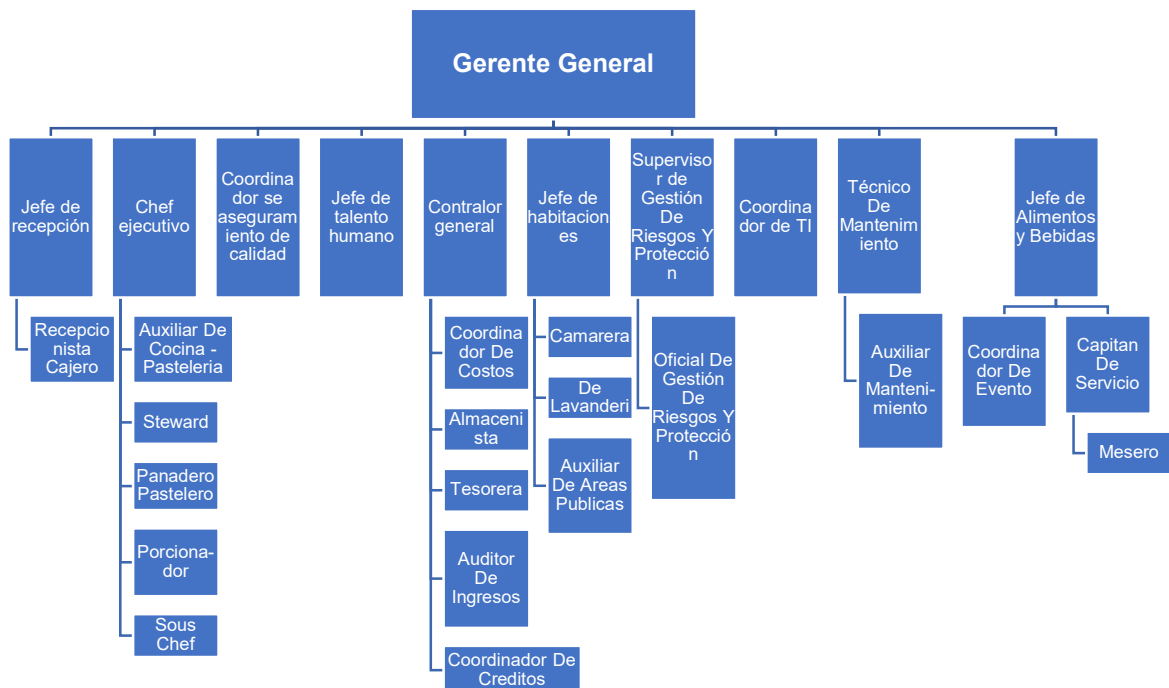 Gerente General
Jefe de
recepción
Chef
ejecutivo
Coordina
dor se
aseguram
iento de
calidad
Jefe de
talento
humano
Contralor
general
Jefe de
habitacion
es
Superviso
r de
Gestión
De
Riesgos Y
Protecció
n
Coordina
dor de TI
Técnico
De
Mantenim
iento
Jefe de
Alimentos
y Bebidas
Recepcio
nista
Cajero
Auxiliar De
Cocina -
Pasteleria
Steward
Panadero
Pastelero
Porciona-
dor
Sous
Chef
Coordina
dor De
Costos
Almacen
ista
Tesorera
Auditor
De
Ingresos
Coordinador De
Creditos
Camarera
De
Lavanderi
Auxiliar
De Areas
Publicas
Oficial De
Gestión
De
Riesgos Y
Protecció
n
Auxiliar
De
Manteni-
miento
Coordina
dor De
Evento
Capitan
De
Servicio
Mesero